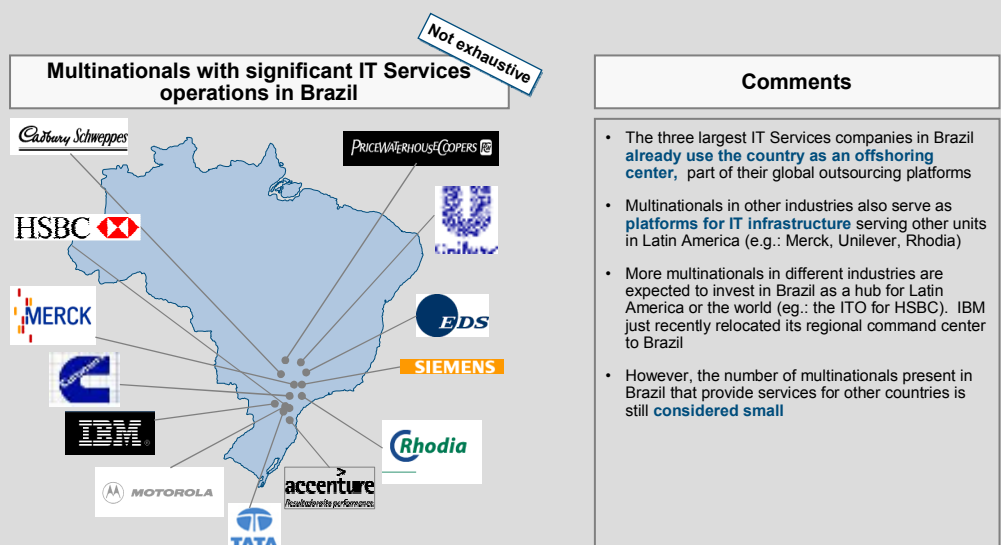 Not exhaustive
Multinationals with significant IT Services
operations in Brazil
Comments
Cadbury Schweppes
PRICEWATERHOUSECOOPERS
HSBC
Unilever
MERCK
EDS
SIEMENS
Cummins
IBM
Rhodia
MOTOROLA
accenture
TATA
• The three largest IT Services companies in Brazil
already use the country as an offshoring
center, part of their global outsourcing platforms
• Multinationals in other industries also serve as
platforms for IT infrastructure serving other units
in Latin America (e.g.: Merck, Unilever, Rhodia)
• More multinationals in different industries are
expected to invest in Brazil as a hub for Latin
America or the world (eg.: the ITO for HSBC). IBM
just recently relocated its regional command center
to Brazil
• However, the number of multinationals present in
Brazil that provide services for other countries is
still considered small